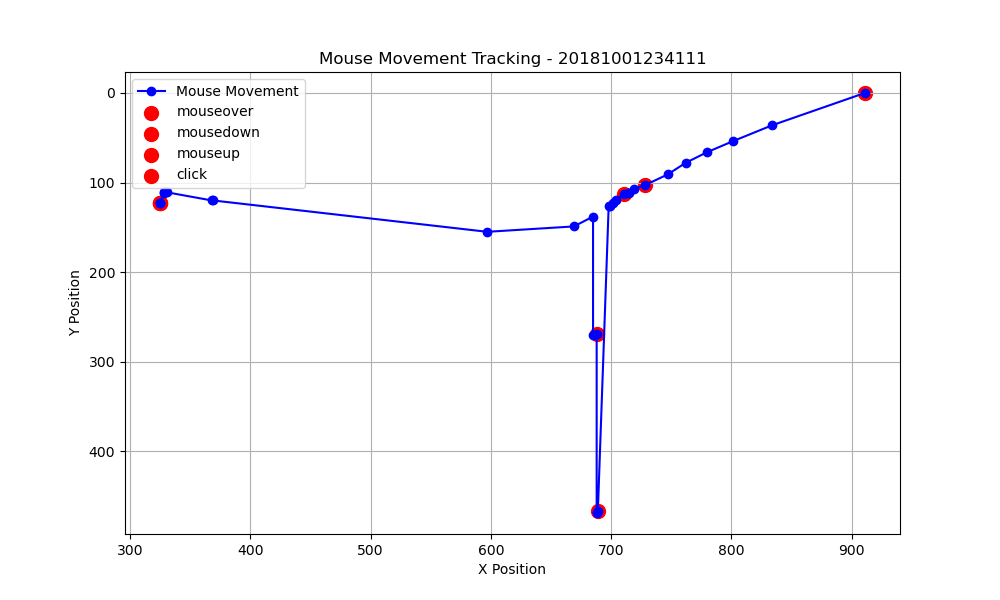 Mouse Movement Tracking - 20181001234111
Mouse Movement
mouseover
mousedown
mouseup
click
0
100
200
300
400
Y Position
300 400 500 600 700 800 900
X Position